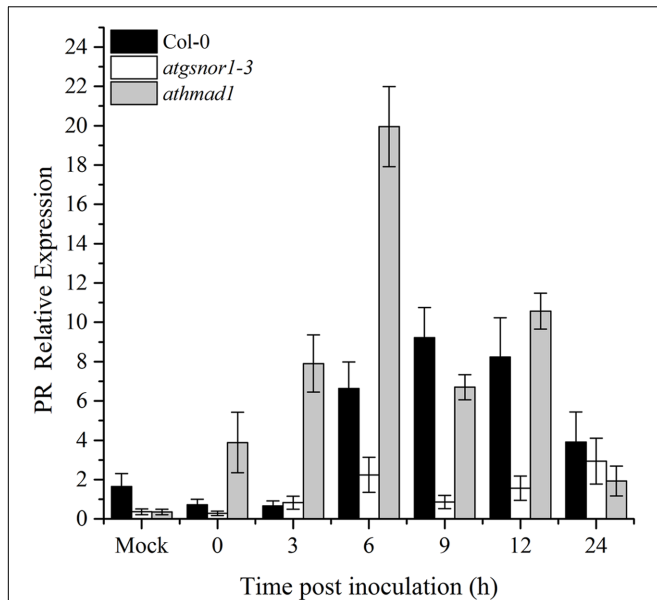 Col-0
atgsnor1-3
athmad1
PR Relative Expression
24
22
20
18
16
14
12
10
8
6
4
2
0
Mock 0 3 6 9 12 24
Time post inoculation (h)